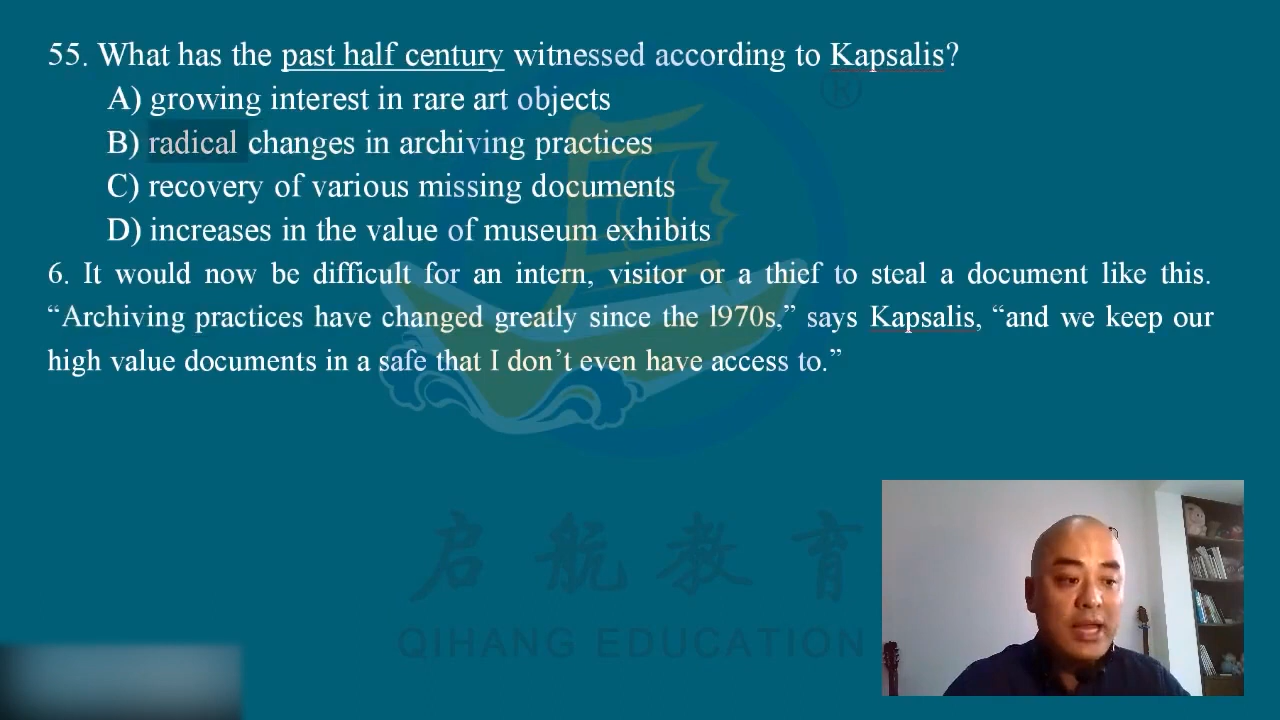 55. What has the past half century witnessed according to Kapsalis?
A) growing interest in rare art objects
B) radical changes in archiving practices
C) recovery of various missing documents
D) increases in the value of museum exhibits
6. It would now be difficult for an intern, visitor or a thief to steal a document like this.
“Archiving practices have changed greatly since the l970s,” says Kapsalis, “and we keep our
high value documents in a safe that I don’t even have access to.”
®
启航教育
QIHANG EDUCATION